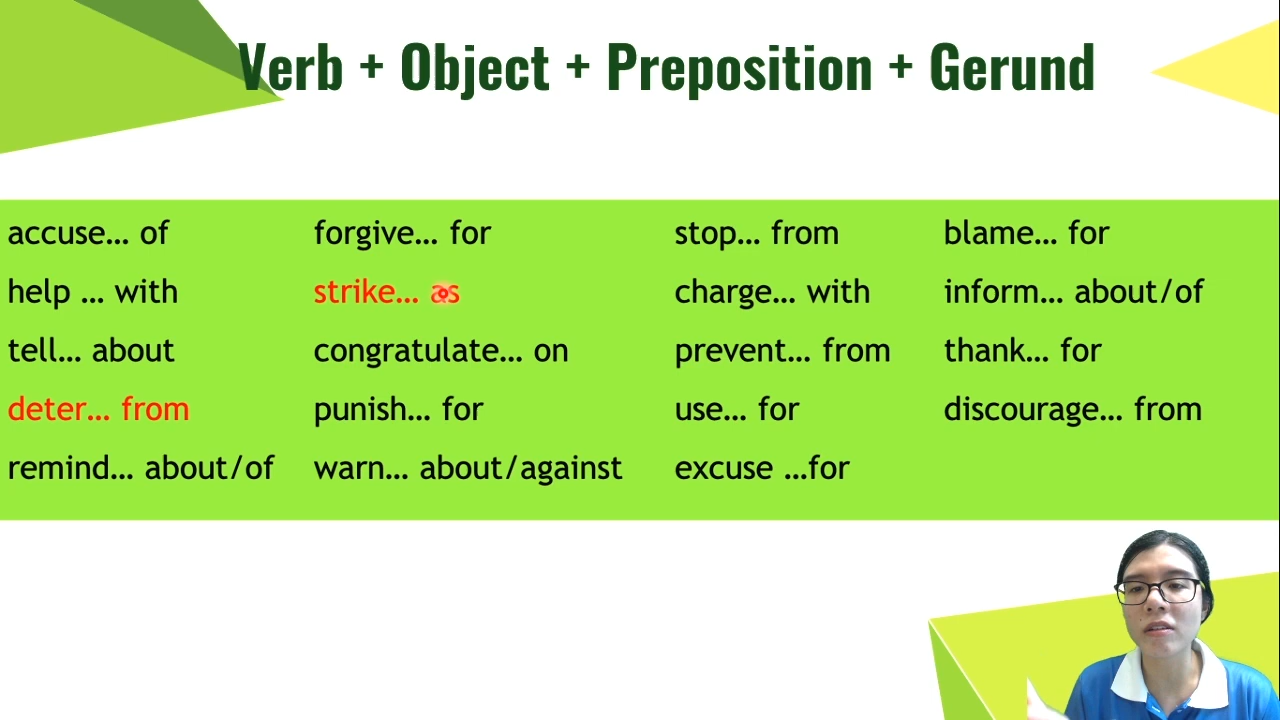 Verb + Object + Preposition + Gerund
accuse... of
help ... with
tell... about
deter... from
remind... about/of
forgive... for
strike... as
congratulate... on
punish... for
warn... about/against
stop... from
charge... with
prevent... from
use... for
excuse ...for
blame... for
inform... about/of
thank... for
discourage... from